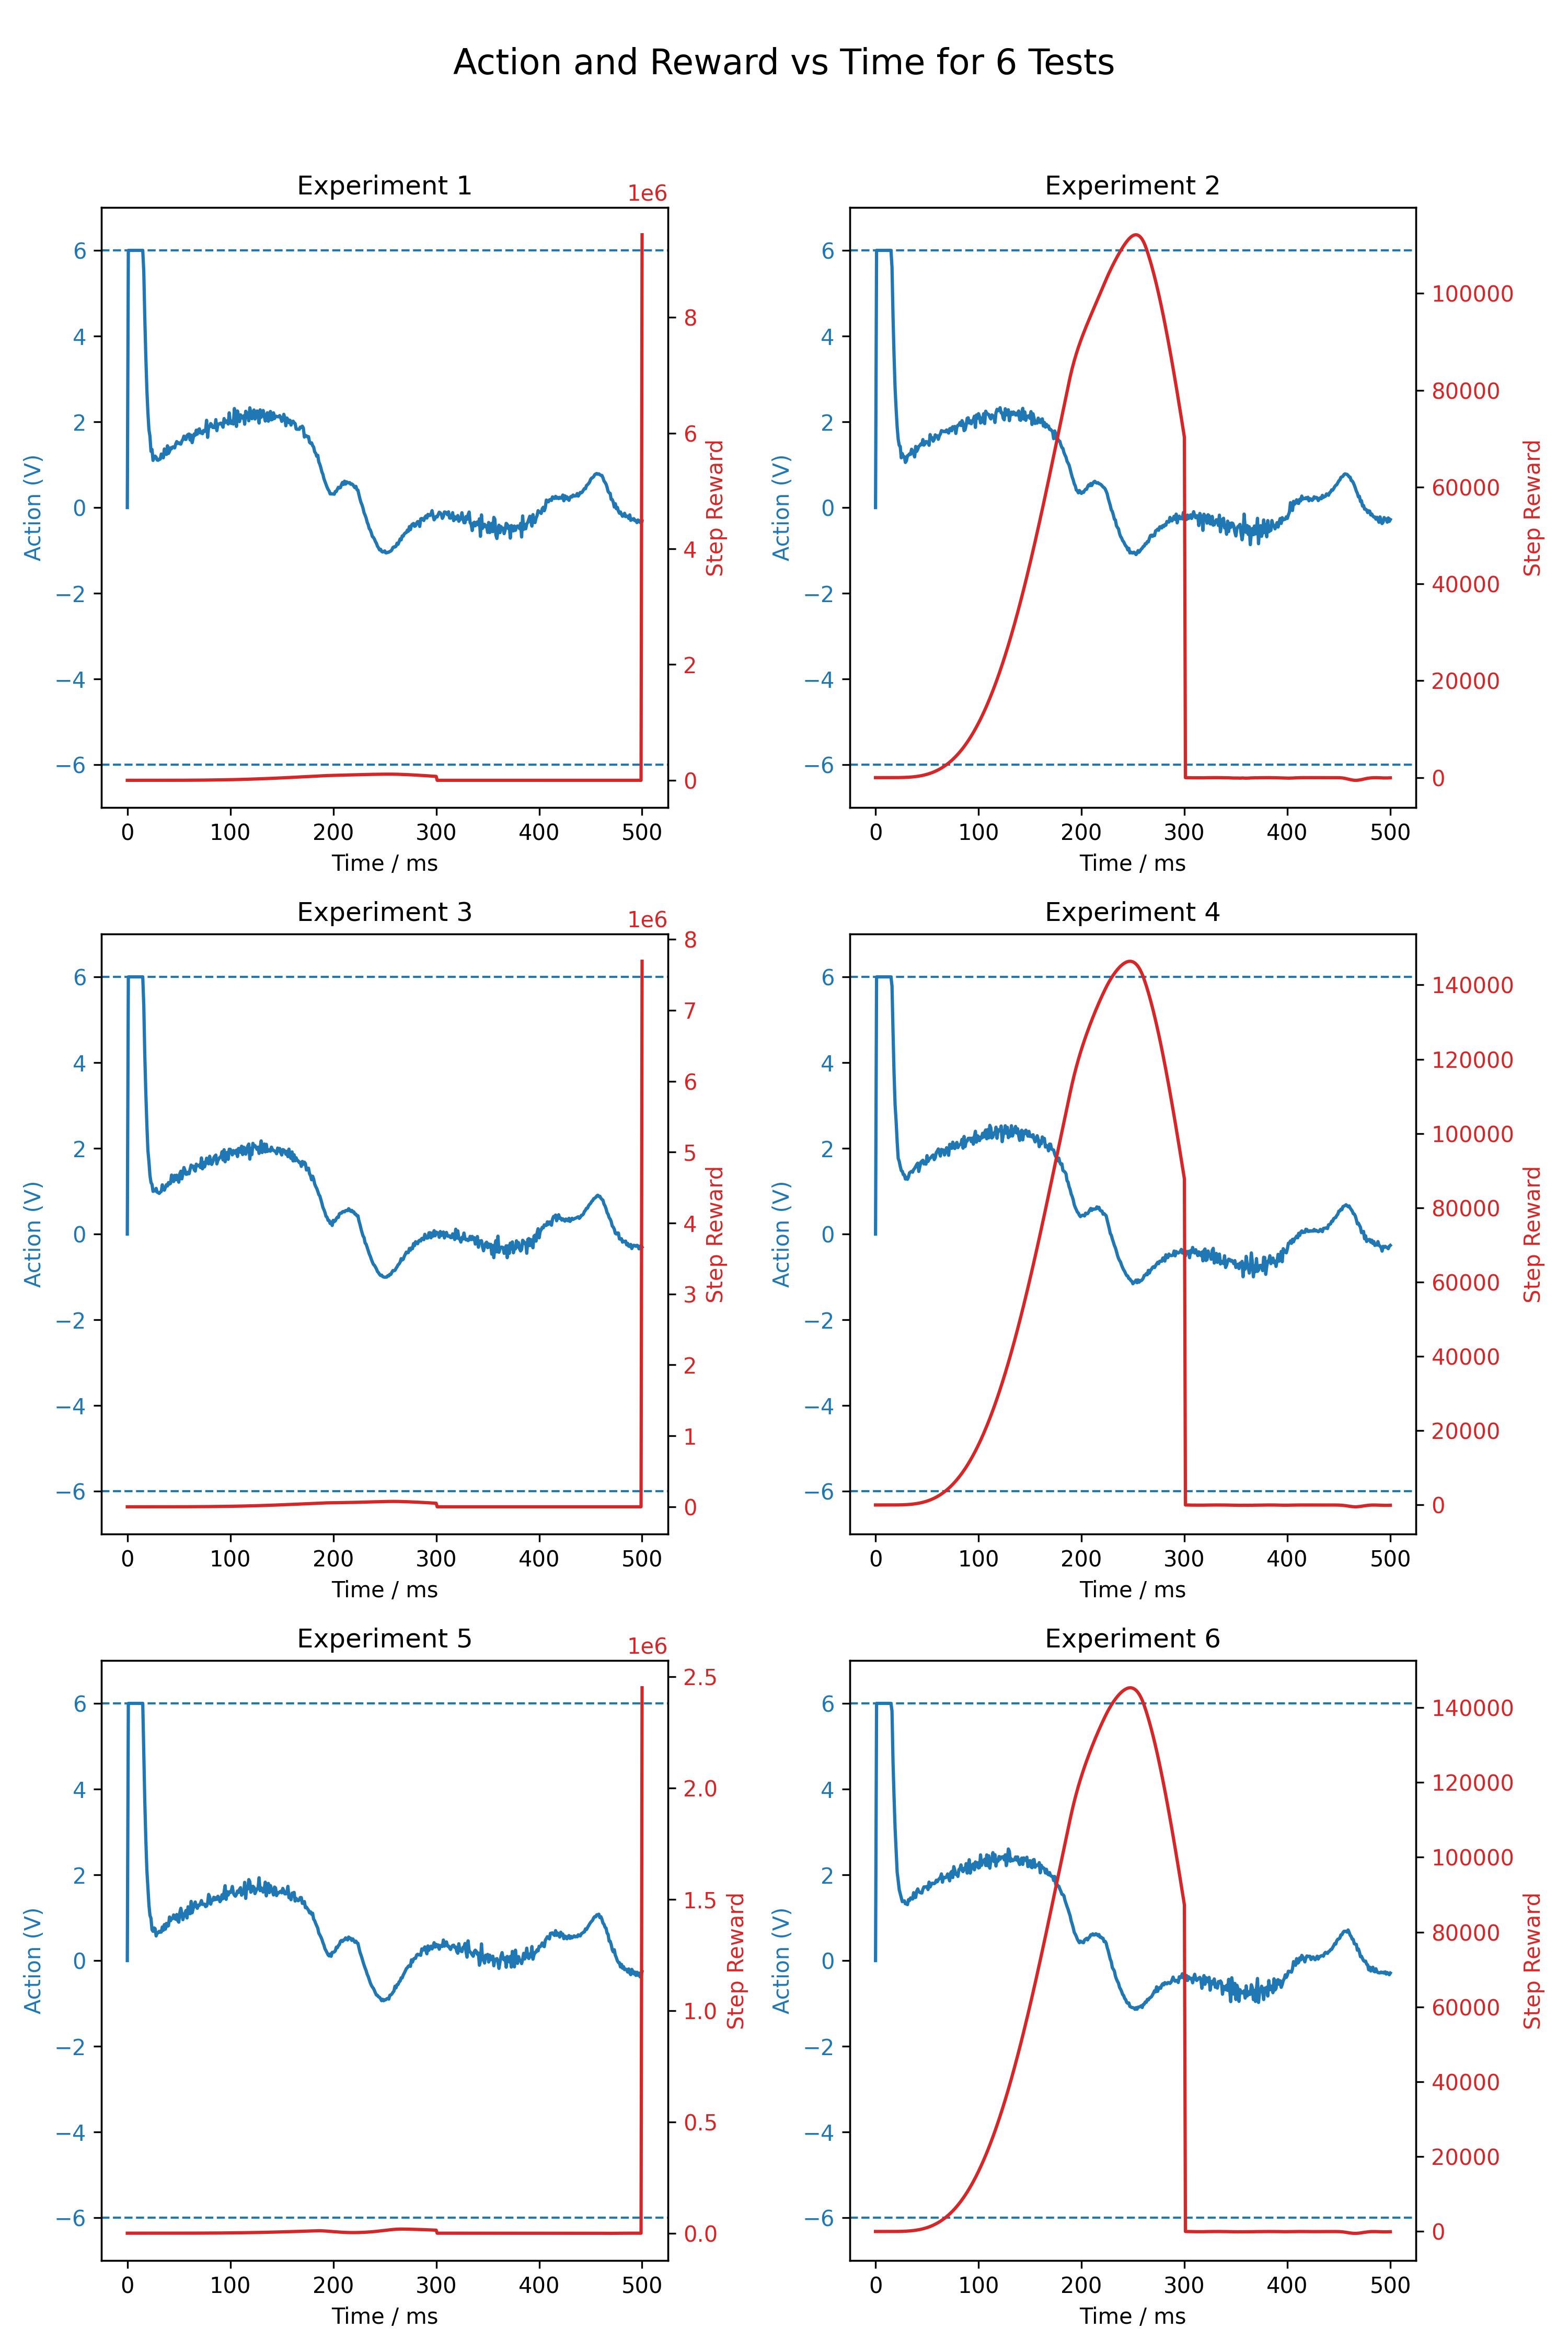 Action and Reward vs Time for 6 Tests
Experiment 1
1e6
6
4
2
0
−2
−4
−6
Action (V)
8
6
4
2
0
Step Reward
0 100 200 300 400 500
Time / ms
Experiment 2
6
4
2
0
−2
−4
−6
Action (V)
100000
80000
60000
40000
20000
0
Step Reward
0 100 200 300 400 500
Time / ms
Experiment 3
1e6
6
4
2
0
−2
−4
−6
Action (V)
8
7
6
5
4
3
2
1
0
Step Reward
0 100 200 300 400 500
Time / ms
Experiment 4
6
4
2
0
−2
−4
−6
Action (V)
140000
120000
100000
80000
60000
40000
20000
0
Step Reward
0 100 200 300 400 500
Time / ms
Experiment 5
1e6
6
4
2
0
−2
−4
−6
Action (V)
2.5
2.0
1.5
1.0
0.5
0.0
Step Reward
0 100 200 300 400 500
Time / ms
Experiment 6
6
4
2
0
−2
−4
−6
Action (V)
140000
120000
100000
80000
60000
40000
20000
0
Step Reward
0 100 200 300 400 500
Time / ms